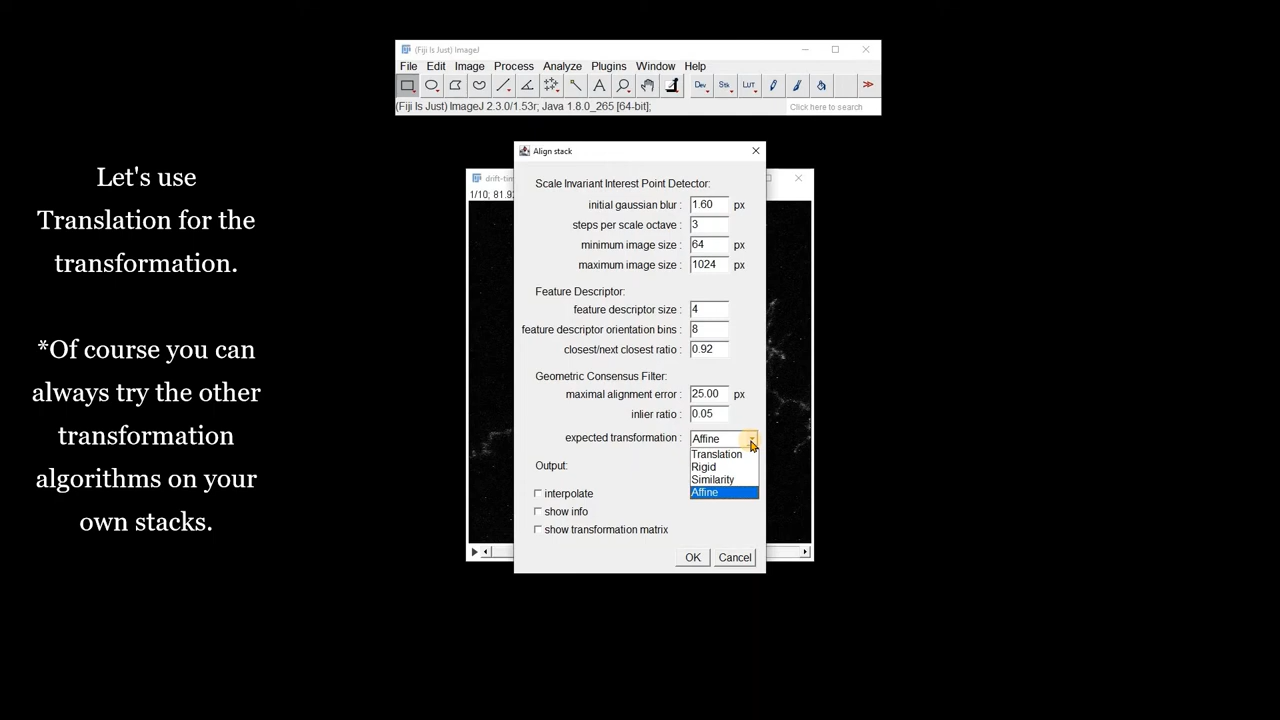 (Fiji Is Just) ImageJ
File Edit Image Process Analyze Plugins Window Help
Dev Stk LUT
(Fiji Is Just) ImageJ 2.3.0/1.53r; Java 1.8.0_265 [64-bit];
Click here to search
Let's use
Translation for the
transformation.
*Of course you can
always try the other
transformation
algorithms on your
own stacks.
1/10;
Align stack
Scale Invariant Interest Point Detector:
initial gaussian blur : 1.60 px
steps per scale octave : 3
minimum image size : 64 px
maximum image size : 1024 px
Feature Descriptor:
feature descriptor size : 4
feature descriptor orientation bins : 8
closest/next closest ratio : 0.92
Geometric Consensus Filter:
maximal alignment error : 25.00 px
inlier ratio : 0.05
expected transformation : Affine
Translation
Rigid
Similarity
Affine
Output:
interpolate
show info
show transformation matrix
OK Cancel